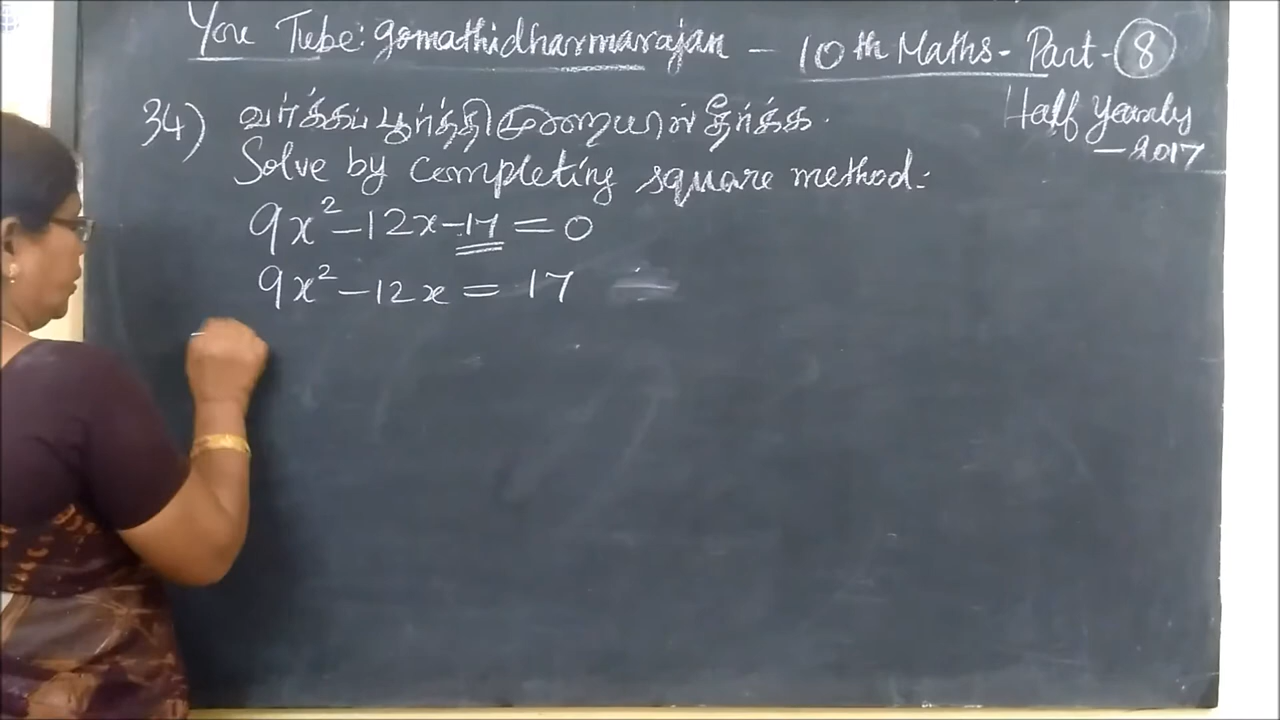 You Tube: gomathidharmarajan - 10th Maths - Part - 8
Half Yearly
- 2017
34) வர்க்கப் பூர்த்தி முறையில் தீர்க்க.
Solve by completing square method:-
9x² - 12x - 17 = 0
9x² - 12x = 17